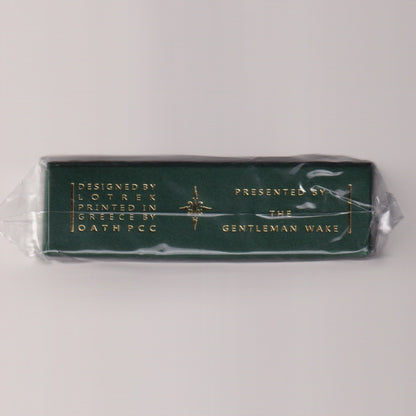 DESIGNED BY
LOTREK
PRINTED IN
GREECE BY
OATH PCC
PRESENTED BY
THE
GENTLEMAN WAKE